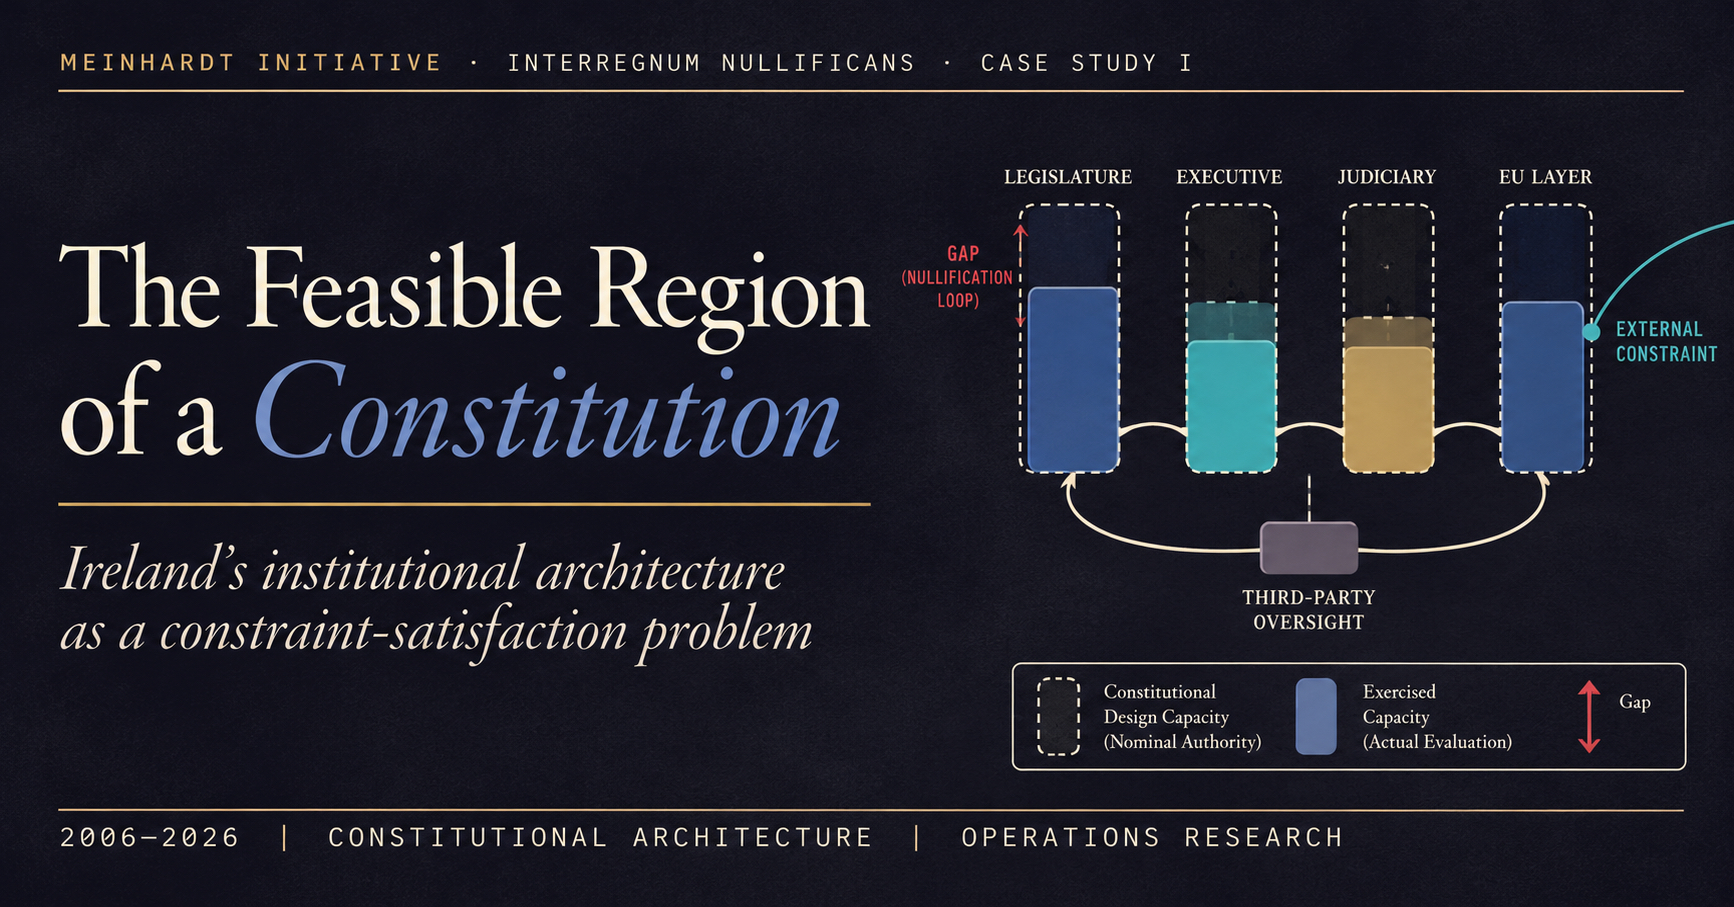 MEINHARDT INITIATIVE · INTERREGNUM NULLIFICANS · CASE STUDY I
The Feasible Region
of a Constitution
Ireland’s institutional architecture
as a constraint-satisfaction problem
LEGISLATURE
EXECUTIVE
JUDICIARY
EU LAYER
GAP
(NULLIFICATION
LOOP)
EXTERNAL
CONSTRAINT
THIRD-PARTY
OVERSIGHT
Constitutional
Design Capacity
(Nominal Authority)
Exercised
Capacity
(Actual Evaluation)
Gap
2006–2026 | CONSTITUTIONAL ARCHITECTURE | OPERATIONS RESEARCH